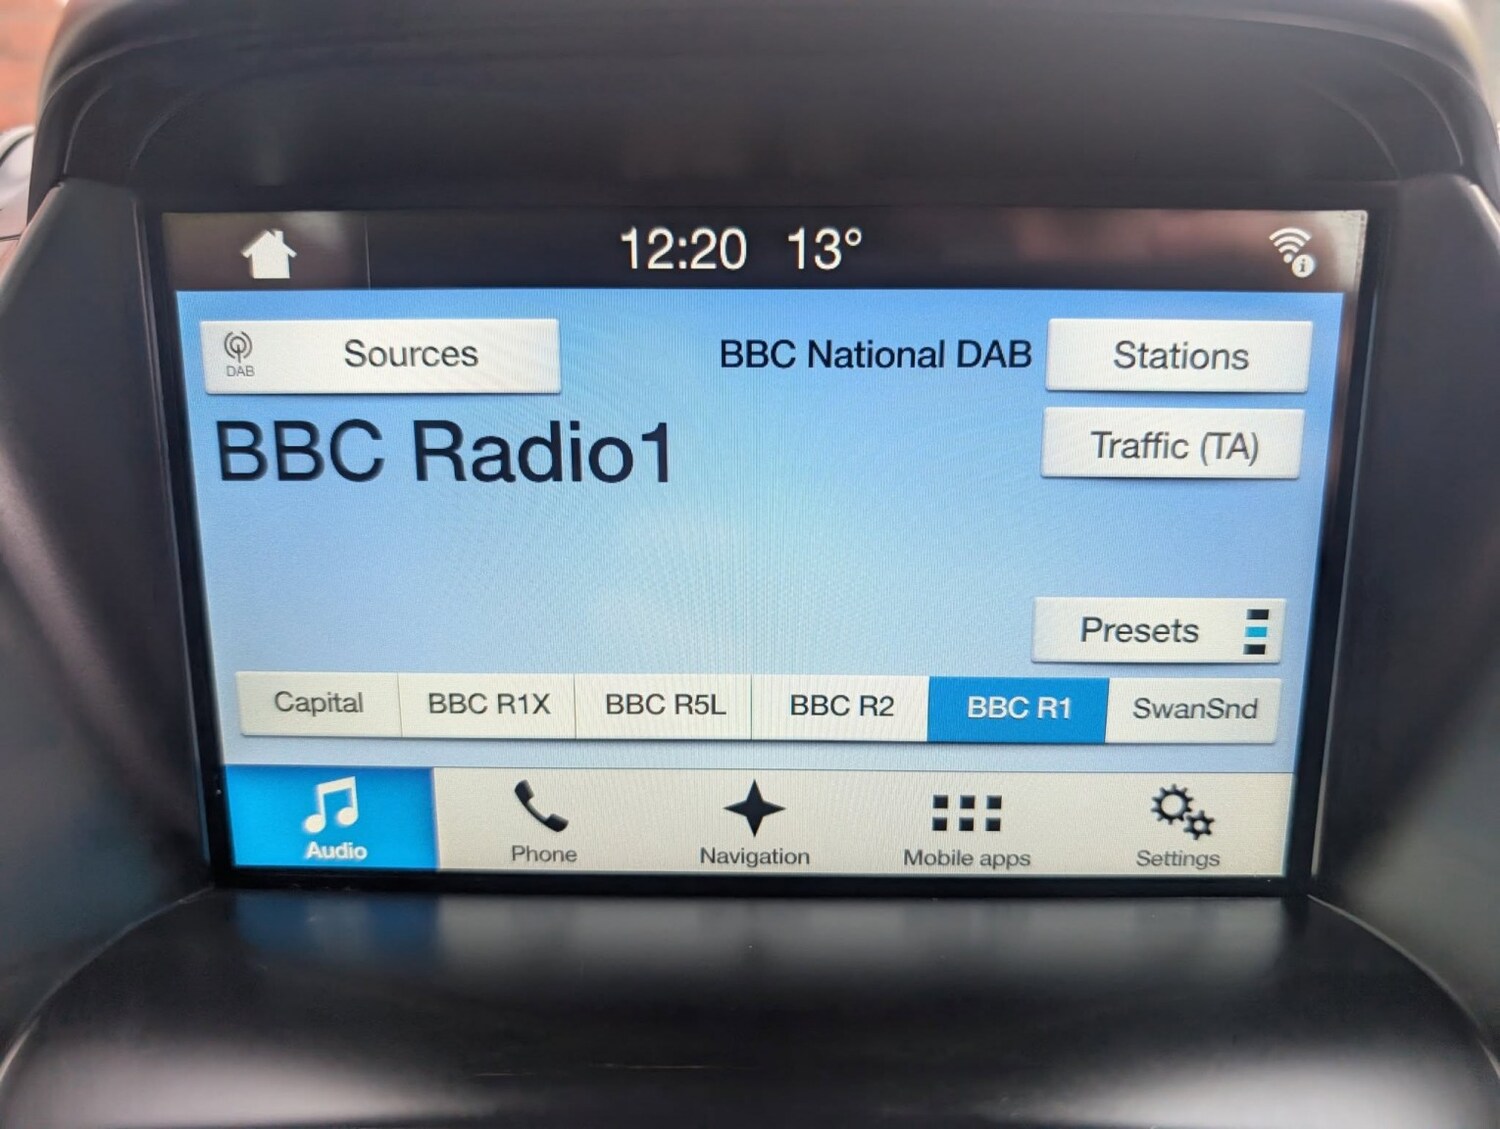 12:20 13°
DAB
Sources
BBC National DAB
Stations
BBC Radio1
Traffic (TA)
Presets
Capital
BBC R1X
BBC R5L
BBC R2
BBC R1
SwanSnd
Audio
Phone
Navigation
Mobile apps
Settings